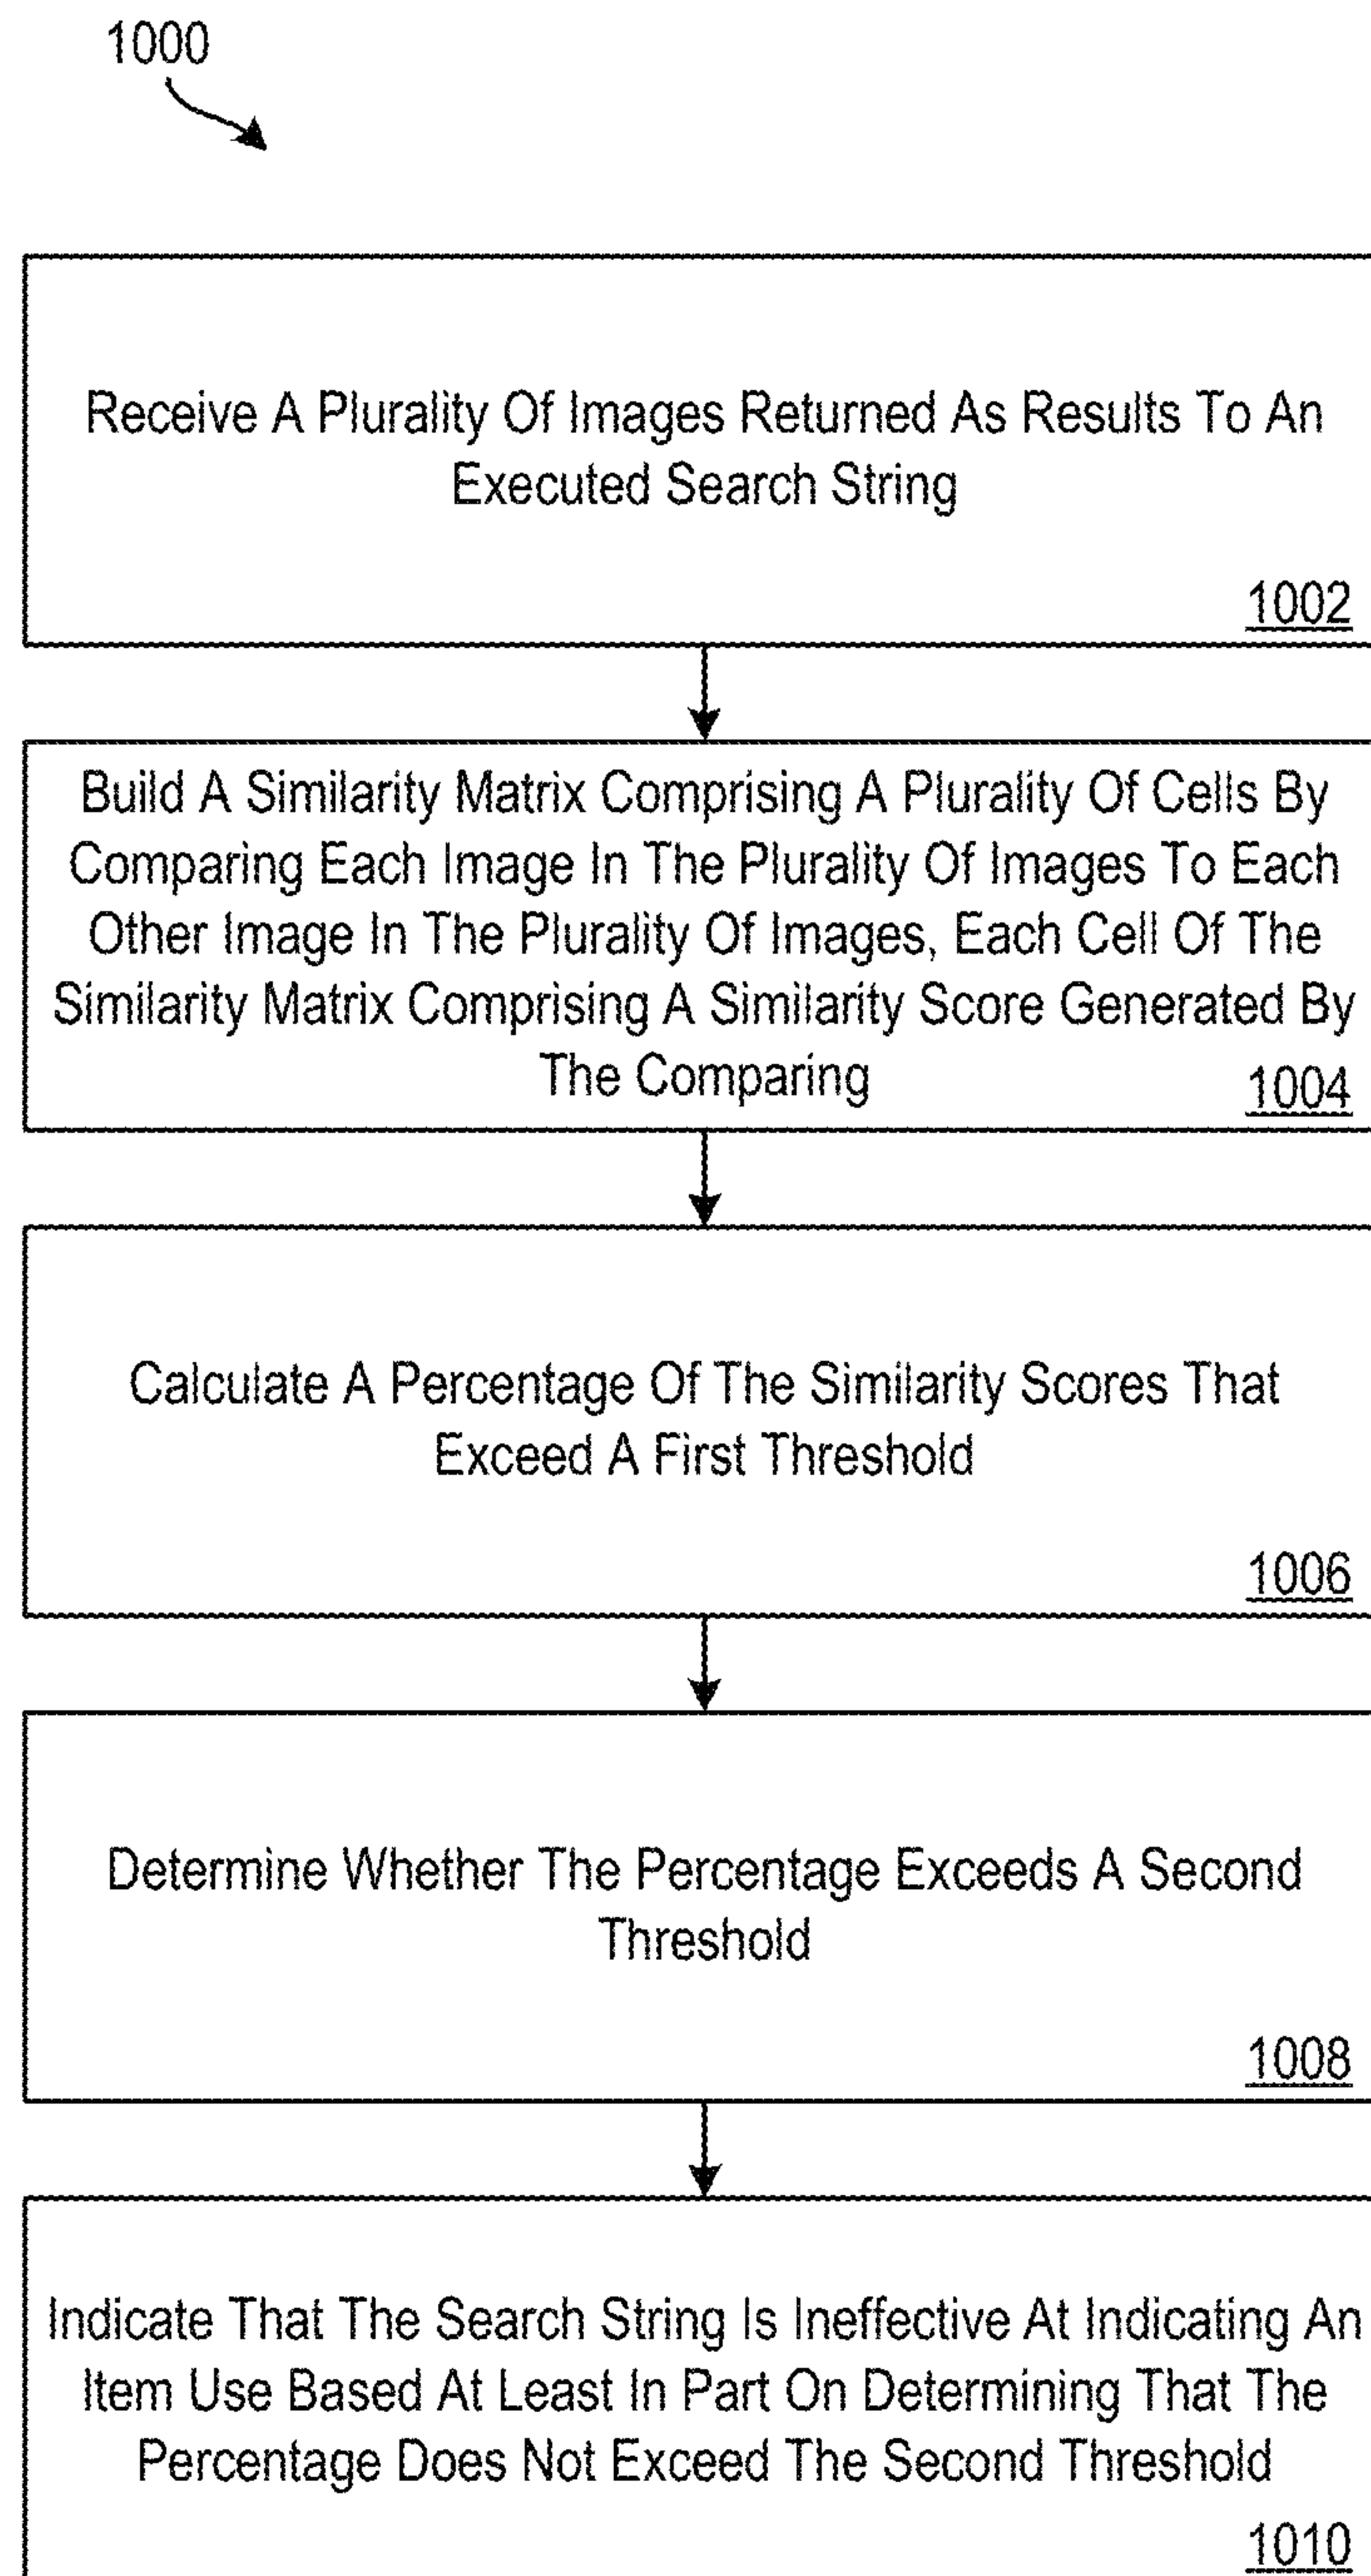 1000
Receive A Plurality Of Images Returned As Results To An
Executed Search String
1002
Build A Similarity Matrix Comprising A Plurality Of Cells By
Comparing Each Image In The Plurality Of Images To Each
Other Image In The Plurality Of Images, Each Cell Of The
Similarity Matrix Comprising A Similarity Score Generated By
The Comparing
1004
Calculate A Percentage Of The Similarity Scores That
Exceed A First Threshold
1006
Determine Whether The Percentage Exceeds A Second
Threshold
1008
Indicate That The Search String Is Ineffective At Indicating An
Item Use Based At Least In Part On Determining That The
Percentage Does Not Exceed The Second Threshold
1010